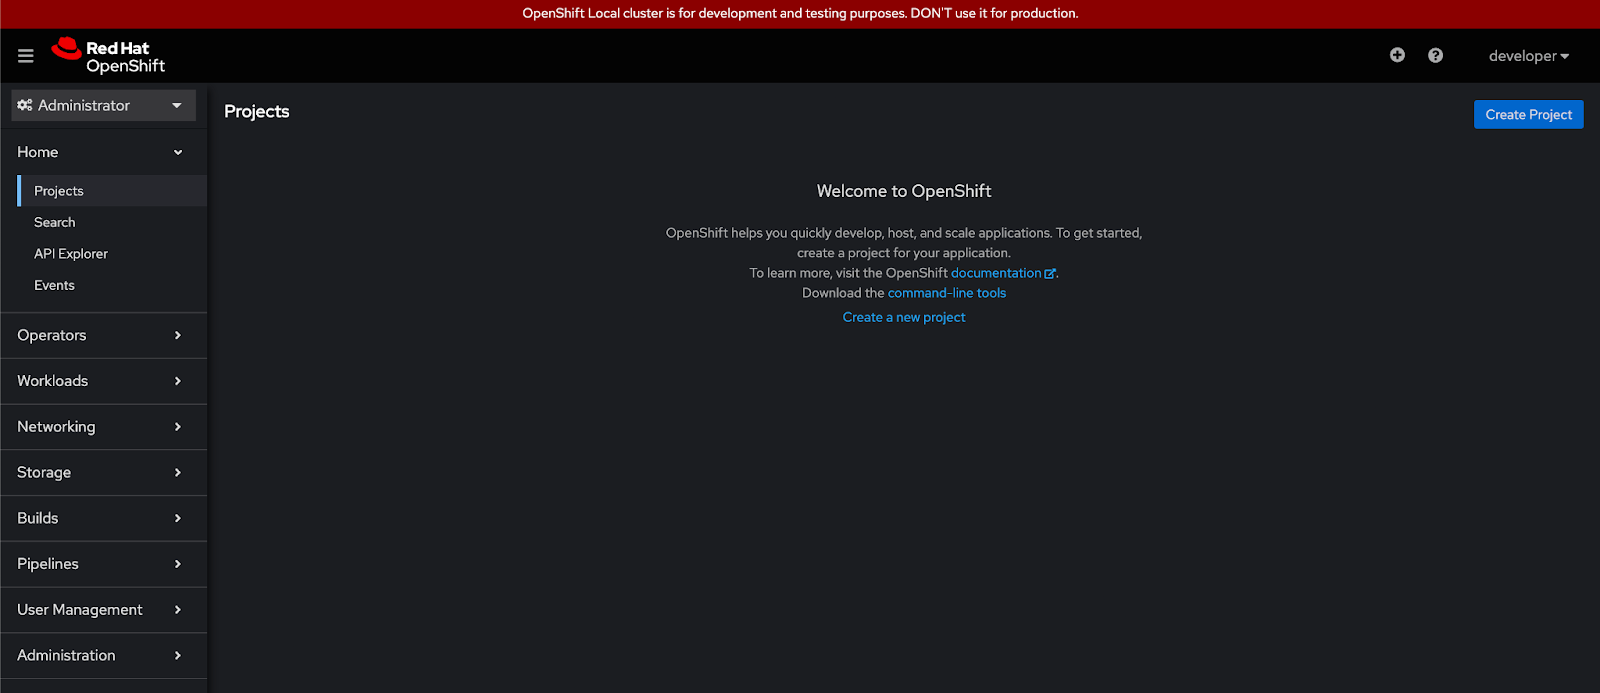 OpenShift Local cluster is for development and testing purposes. DON'T use it for production.
Red Hat
OpenShift
developer
Administrator
Home
Projects
Search
API Explorer
Events
Operators
Workloads
Networking
Storage
Builds
Pipelines
User Management
Administration
Projects
Create Project
Welcome to OpenShift
OpenShift helps you quickly develop, host, and scale applications. To get started,
create a project for your application.
To learn more, visit the OpenShift documentation.
Download the command-line tools
Create a new project